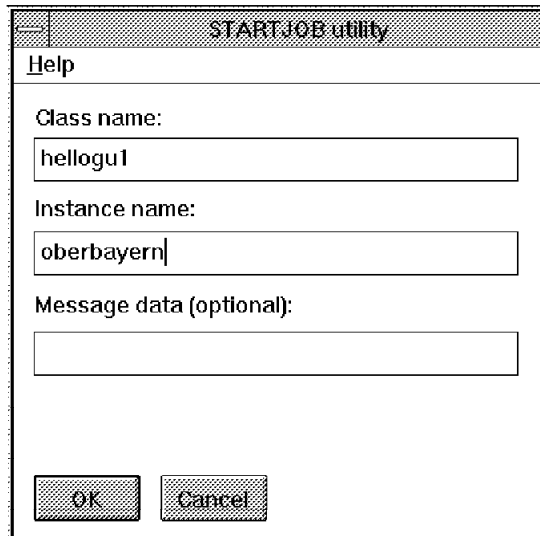 STARTJOB utility
Help
Class name:
hellogu1
Instance name:
oberbayern
Message data (optional):
OK
Cancel